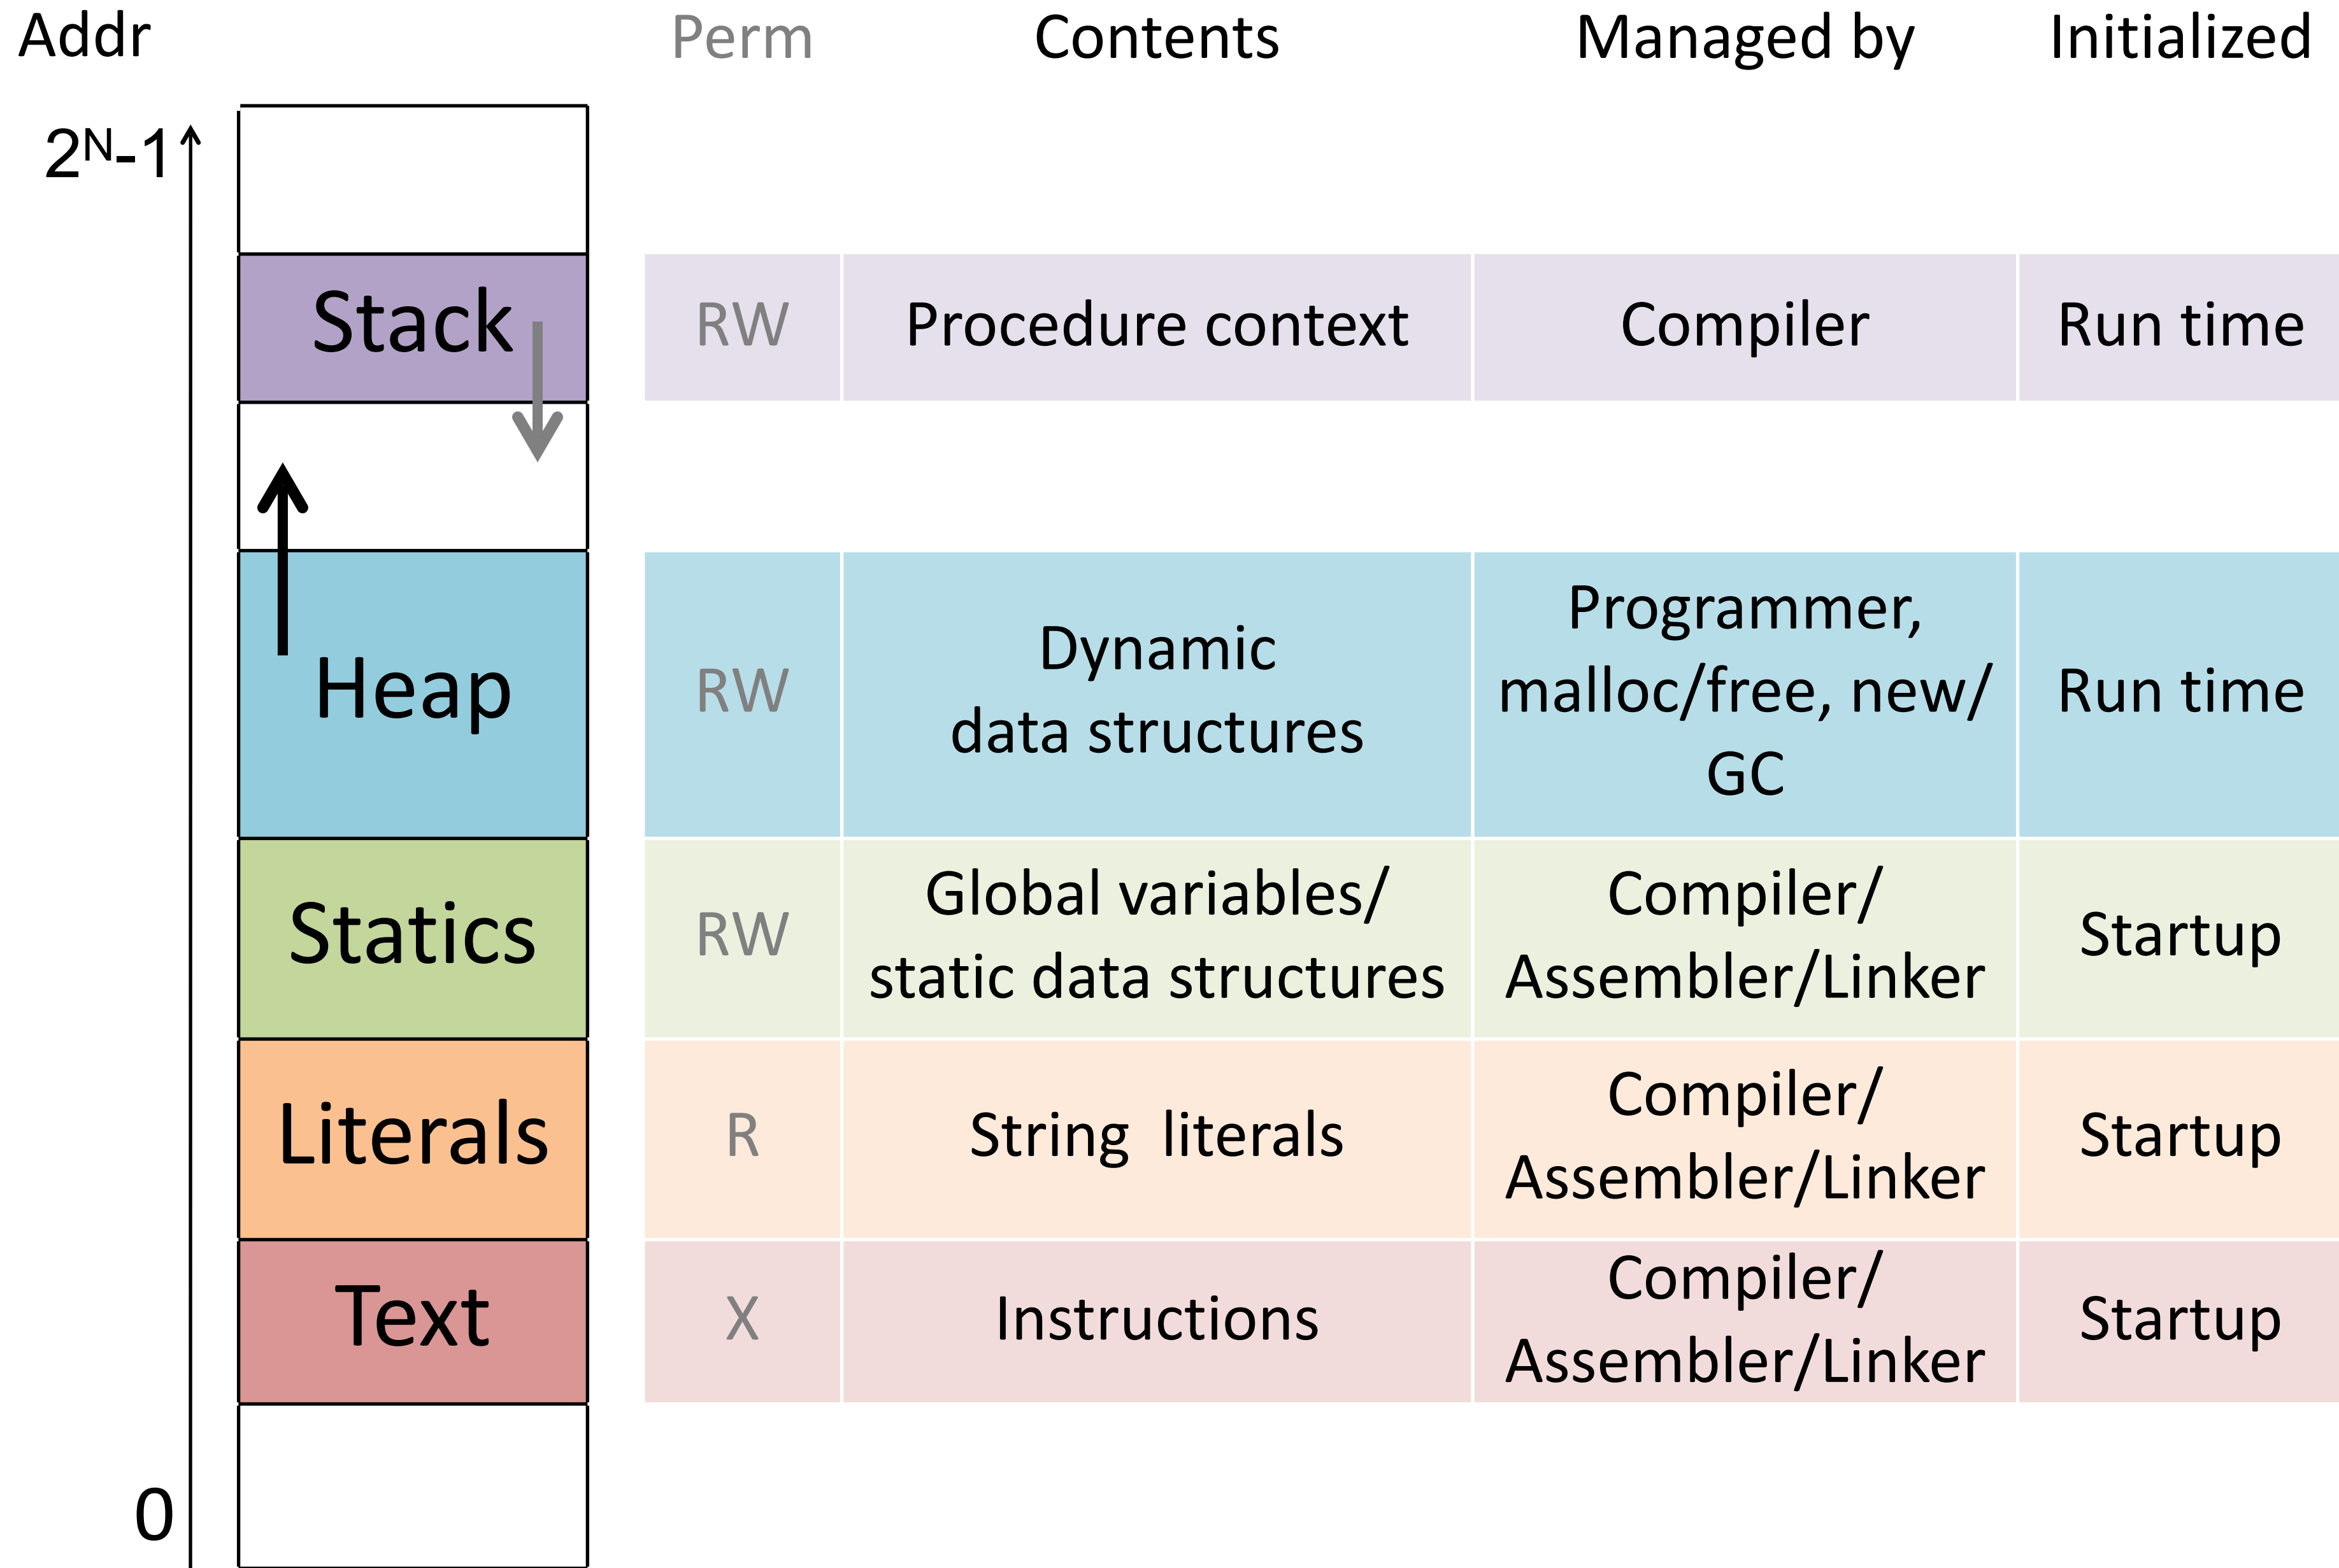 Addr Perm Contents Managed by Initialized
2ᴺ-1
Stack RW Procedure context Compiler Run time
Heap RW Dynamic
data structures
Programmer,
malloc/free, new/
GC
Run time
Statics RW Global variables/
static data structures
Compiler/
Assembler/Linker
Startup
Literals R String literals
Compiler/
Assembler/Linker
Startup
Text X Instructions
Compiler/
Assembler/Linker
Startup
0